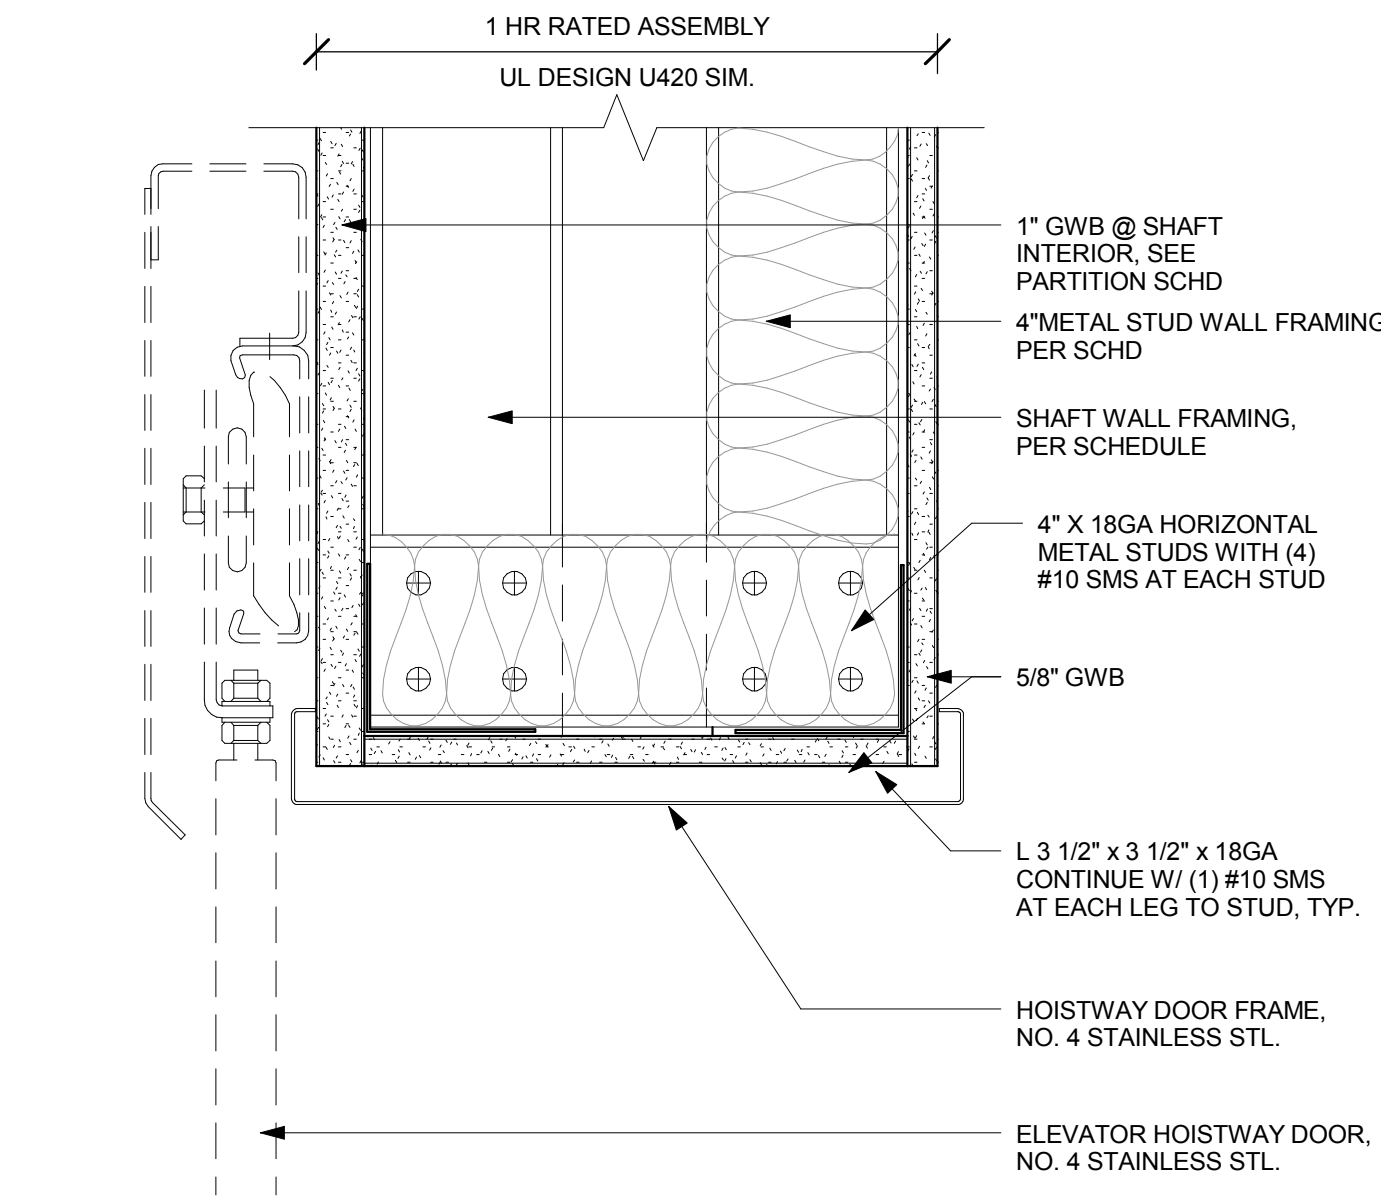 1 HR RATED ASSEMBLY
UL DESIGN U420 SIM.
1" GWB @ SHAFT
INTERIOR, SEE
PARTITION SCHD
4"METAL STUD WALL FRAMING
PER SCHD
SHAFT WALL FRAMING,
PER SCHEDULE
4" X 18GA HORIZONTAL
METAL STUDS WITH (4)
#10 SMS AT EACH STUD
5/8" GWB
L 3 1/2" x 3 1/2" x 18GA
CONTINUE W/ (1) #10 SMS
AT EACH LEG TO STUD, TYP.
HOISTWAY DOOR FRAME,
NO. 4 STAINLESS STL.
ELEVATOR HOISTWAY DOOR,
NO. 4 STAINLESS STL.